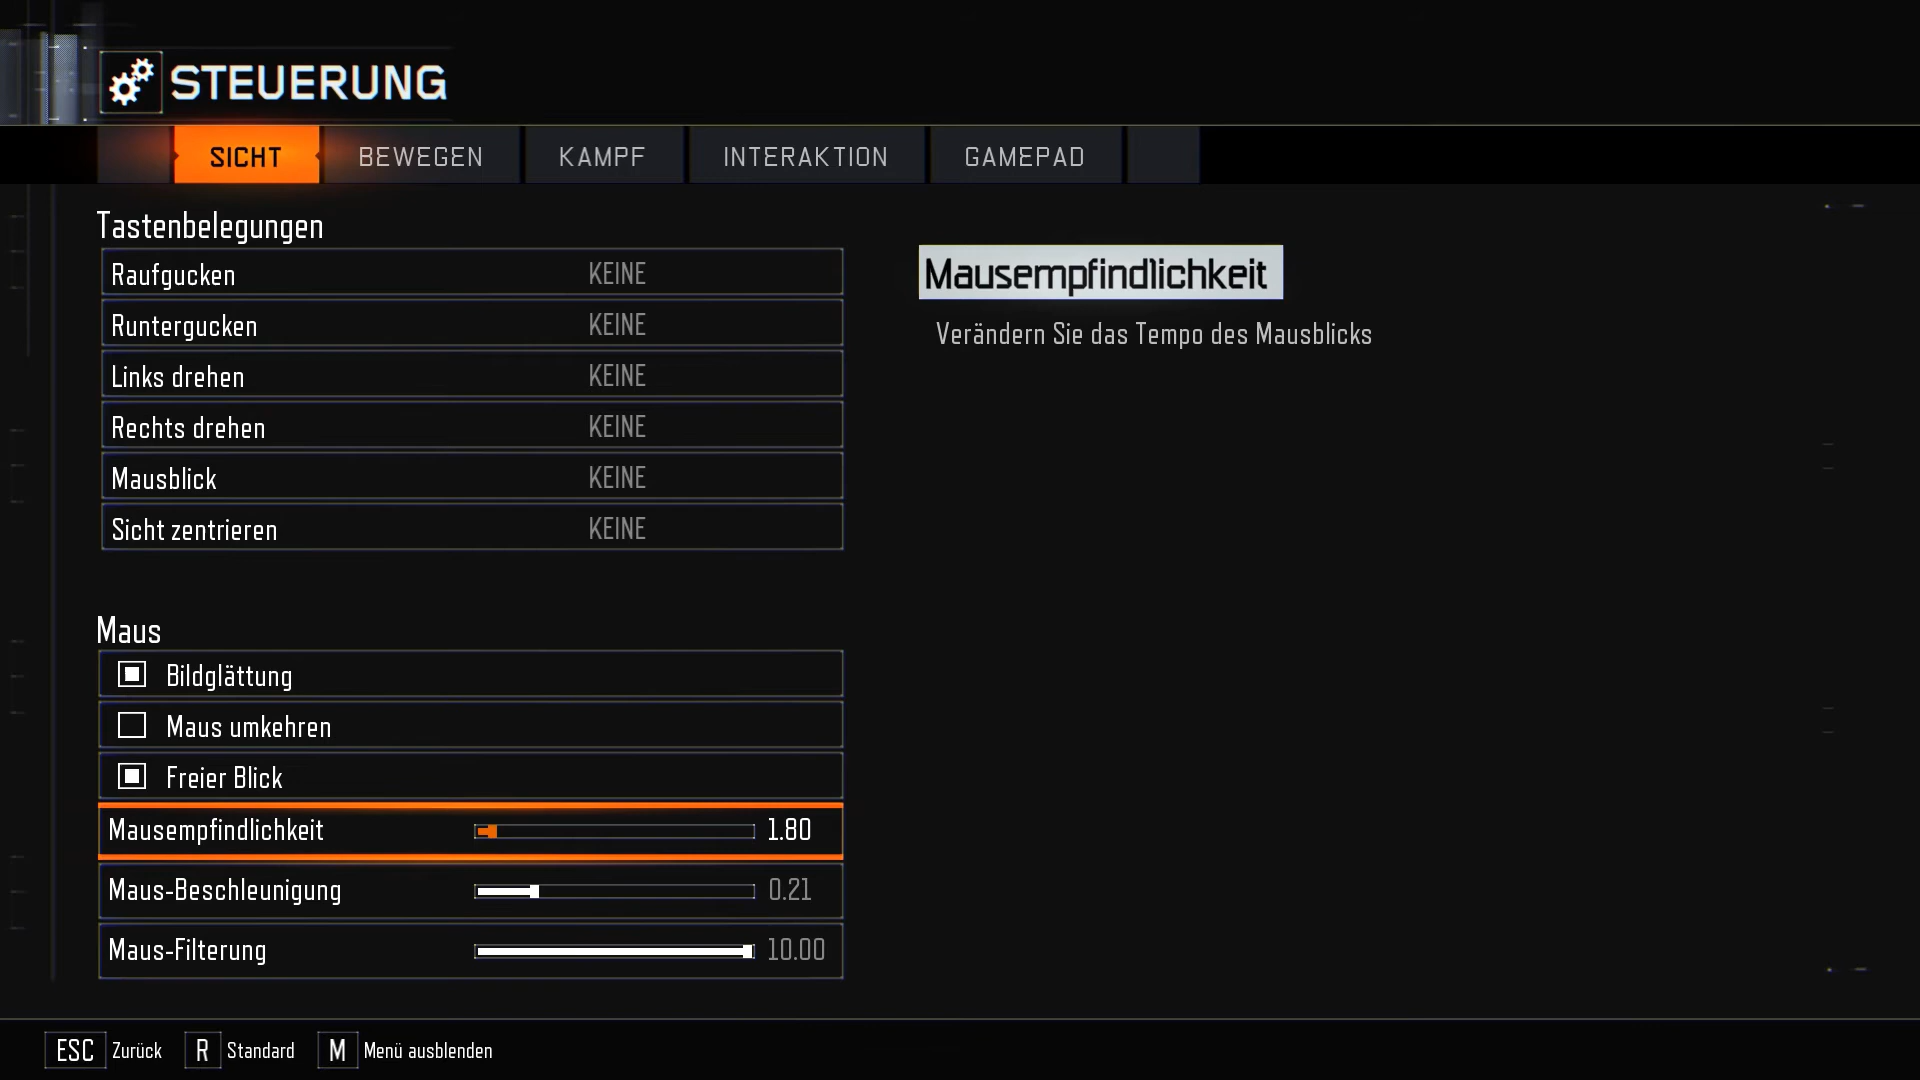 STEUERUNG
SICHT BEWEGEN KAMPF INTERAKTION GAMEPAD
Tastenbelegungen
Raufgucken KEINE
Runtergucken KEINE
Links drehen KEINE
Rechts drehen KEINE
Mausblick KEINE
Sicht zentrieren KEINE
Maus
Bildglättung
Maus umkehren
Freier Blick
Mausempfindlichkeit 1.80
Maus-Beschleunigung 0.21
Maus-Filterung 10.00
Mausempfindlichkeit
Verändern Sie das Tempo des Mausblicks
ESC Zurück R Standard M Menü ausblenden